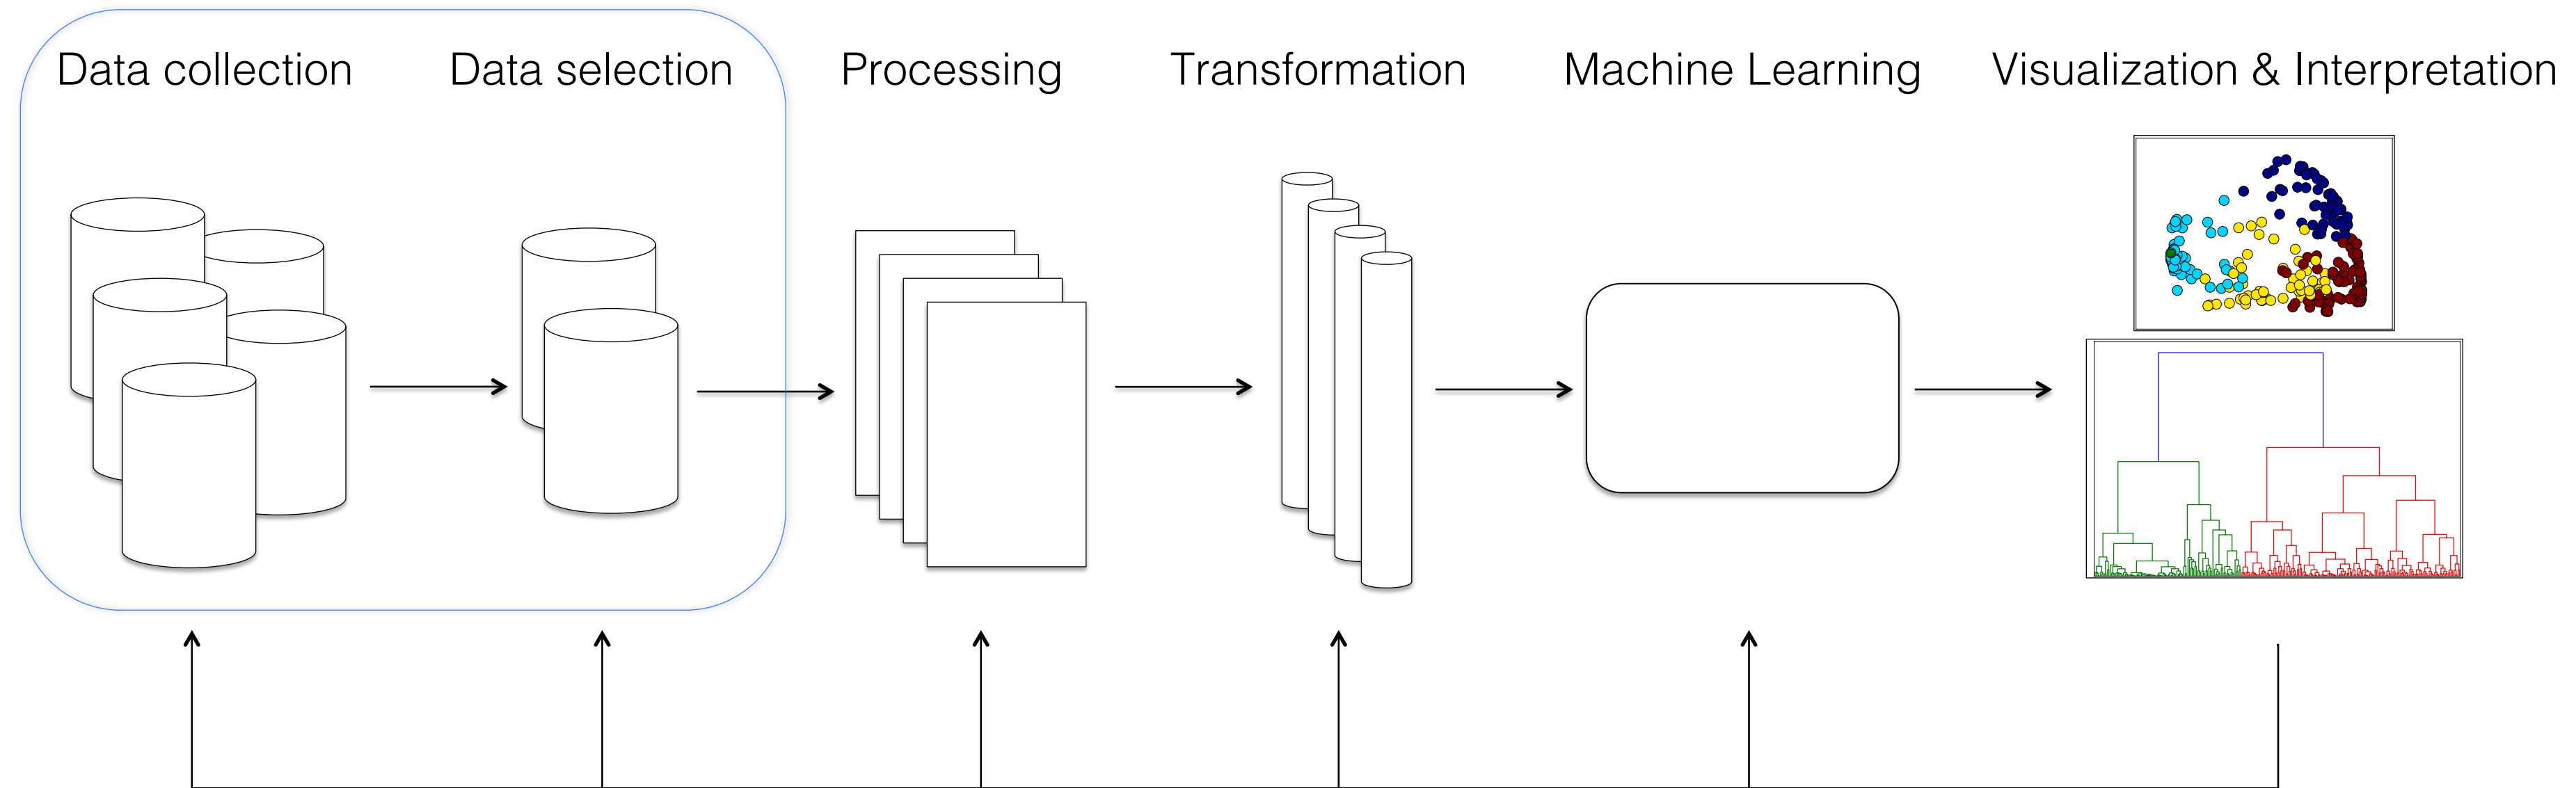 Data collection
Data selection
Processing
Transformation
Machine Learning
Visualization & Interpretation